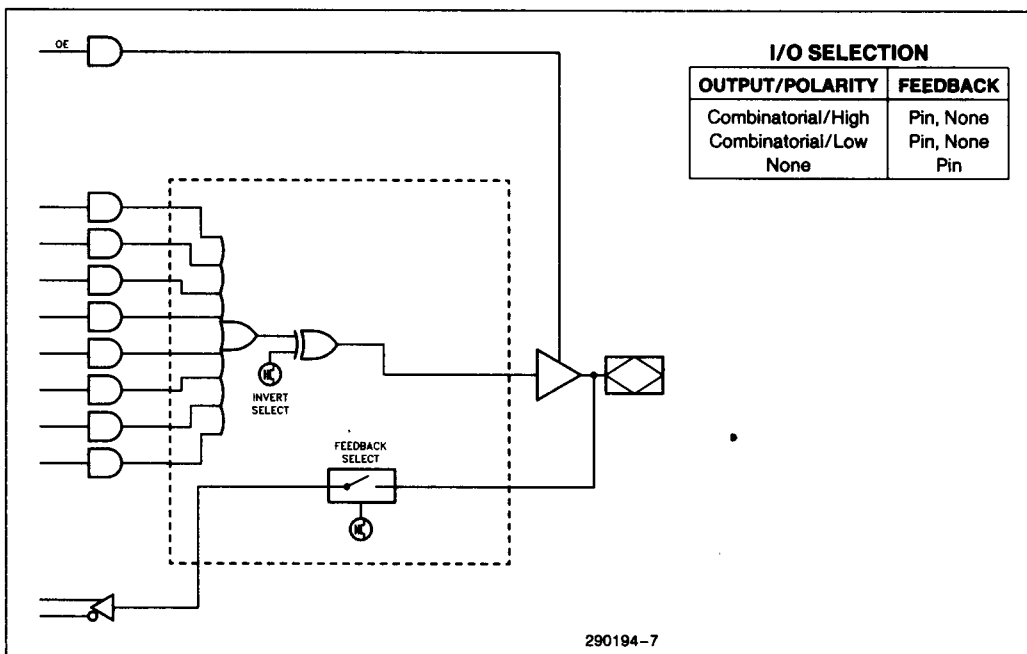 OE
I/O SELECTION
OUTPUT/POLARITY FEEDBACK
Combinatorial/High Pin, None
Combinatorial/Low Pin, None
None Pin
INVERT
SELECT
FEEDBACK
SELECT
290194-7